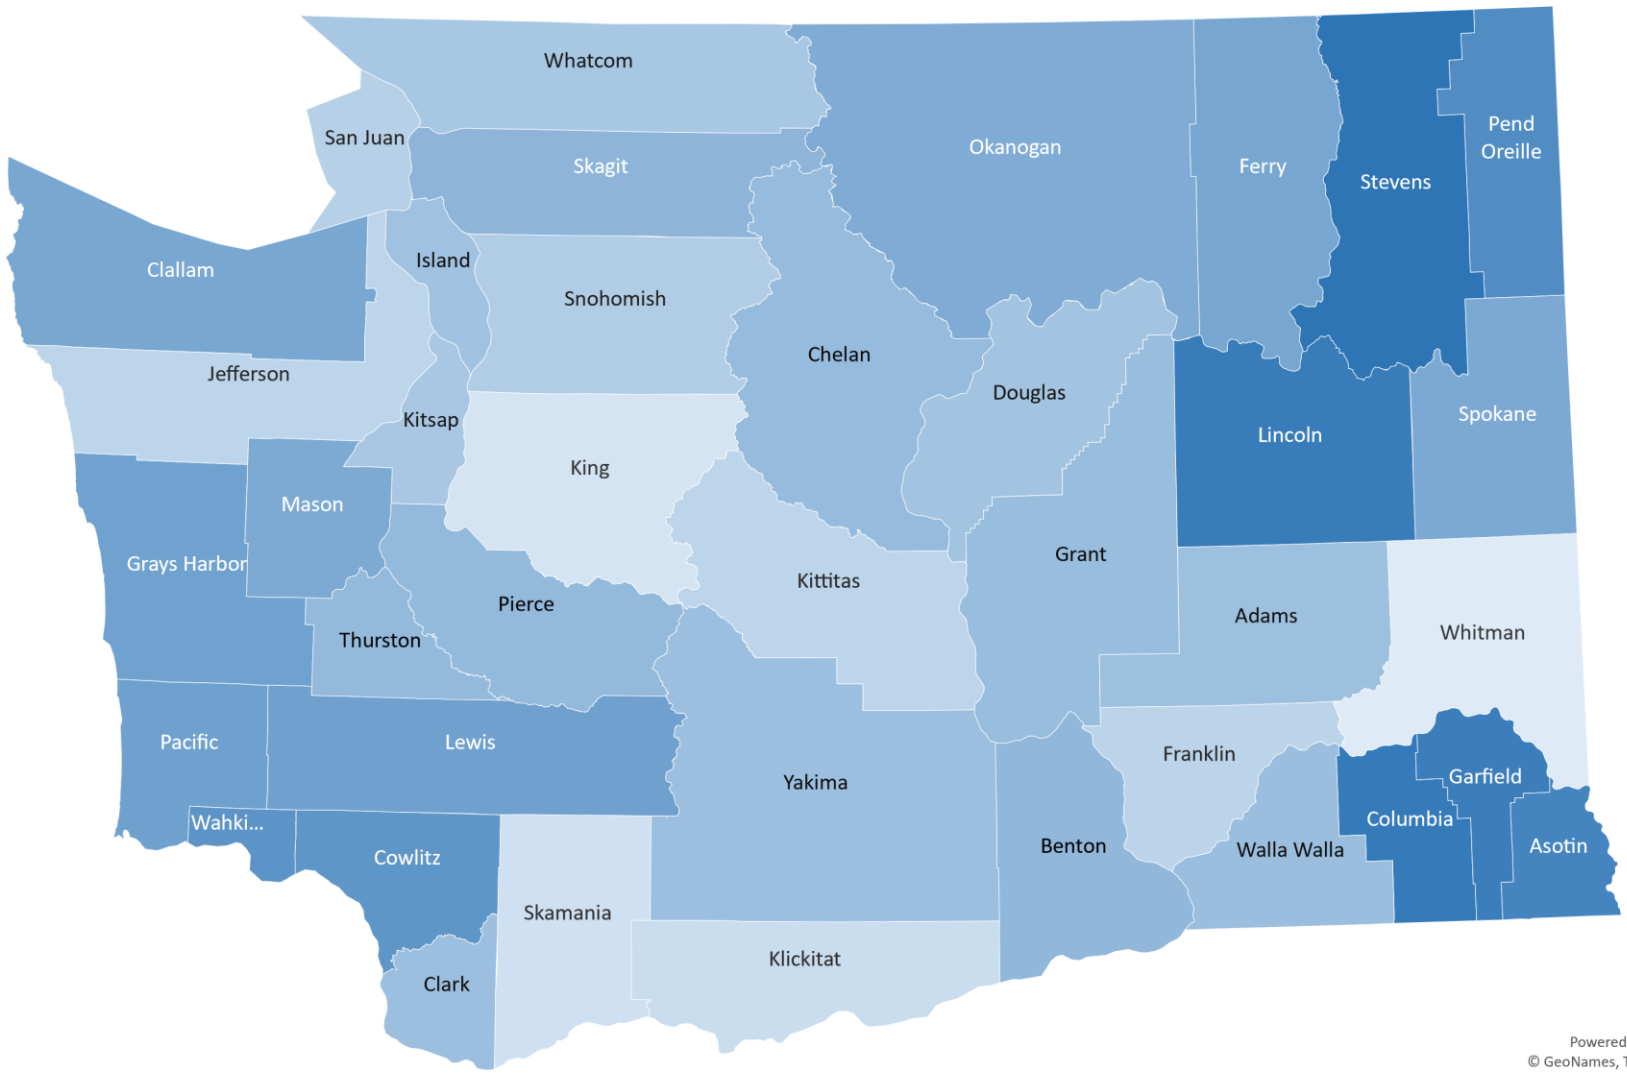 Whatcom
San Juan
Skagit
Okanogan
Ferry
Stevens
Pend
Oreille
Clallam
Island
Snohomish
Chelan
Jefferson
Kitsap
Douglas
Lincoln
Spokane
King
Mason
Grays Harbor
Kittitas
Grant
Pierce
Thurston
Adams
Whitman
Pacific
Lewis
Yakima
Franklin
Garfield
Wahki...
Columbia
Cowlitz
Benton
Walla Walla
Asotin
Skamania
Klickitat
Clark
Powered
© GeoNames, T